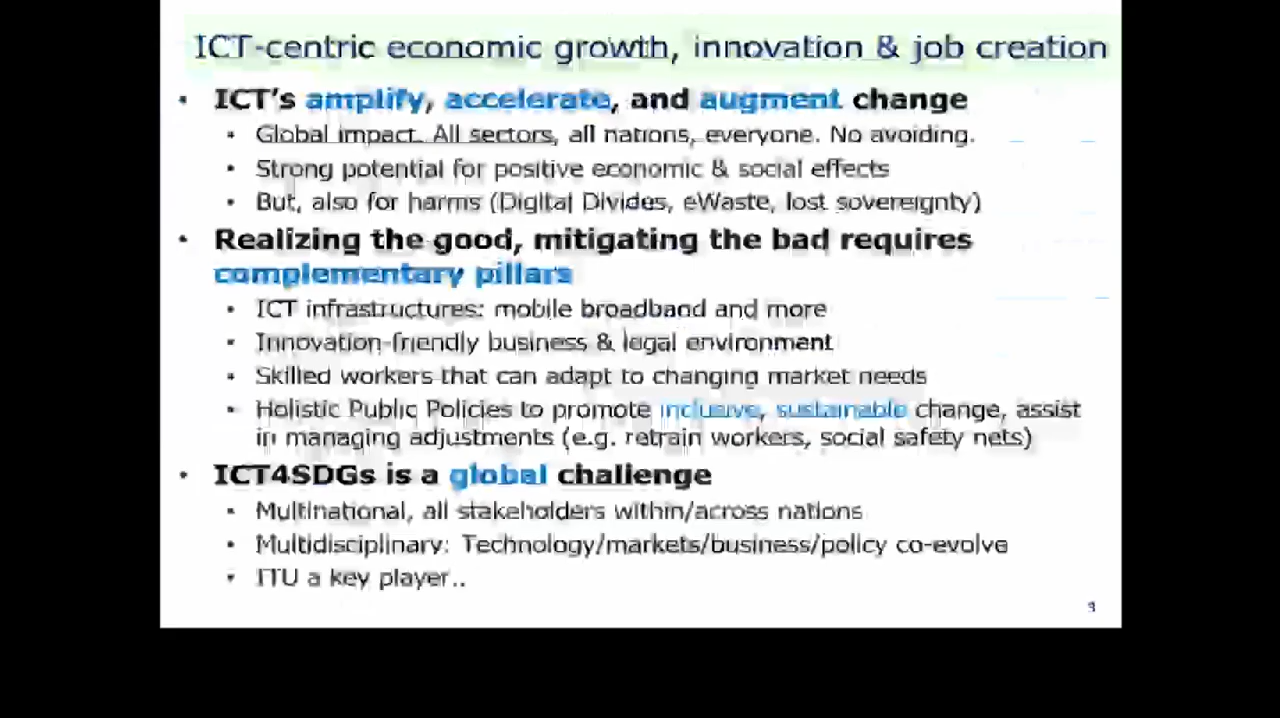 ICT-centric economic growth, innovation & job creation
• ICT's amplify, accelerate, and augment change
• Global impact. All sectors, all nations, everyone. No avoiding.
• Strong potential for positive economic & social effects
• But, also for harms (Digital Divides, eWaste, lost sovereignty)
• Realizing the good, mitigating the bad requires
complementary pillars
• ICT infrastructures: mobile broadband and more
• Innovation-friendly business & legal environment
• Skilled workers that can adapt to changing market needs
• Holistic Public Policies to promote inclusive, sustainable change, assist
in managing adjustments (e.g. retrain workers, social safety nets)
• ICT4SDGs is a global challenge
• Multinational, all stakeholders within/across nations
• Multidisciplinary: Technology/markets/business/policy co-evolve
• ITU a key player..
3